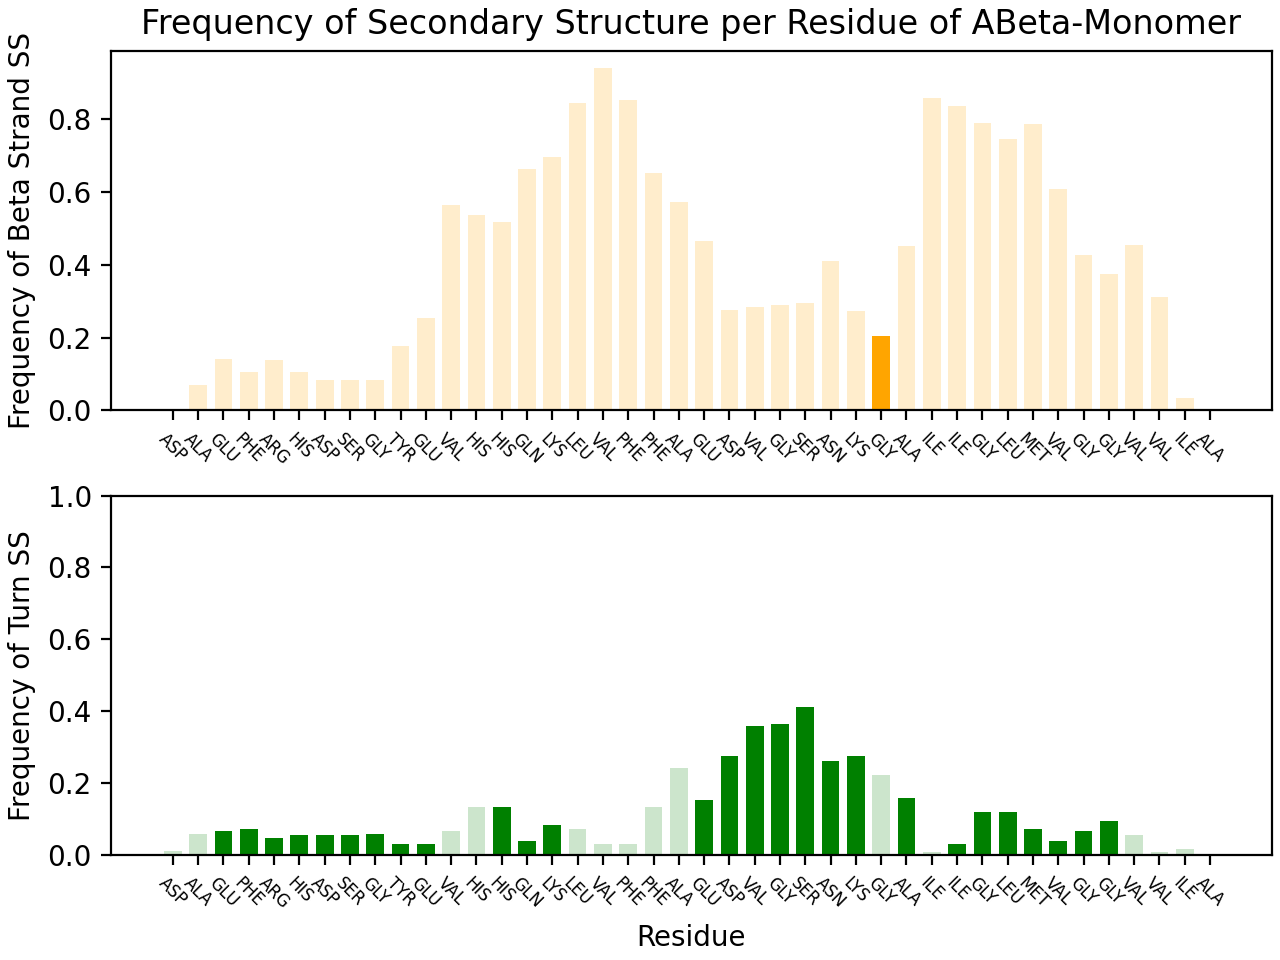 Frequency of Secondary Structure per Residue of ABeta-Monomer
Frequency of Beta Strand SS
0.8
0.6
0.4
0.2
0.0
ASP ALA GLU PHE ARG HIS ASP SER GLY TYR GLU VAL HIS HIS GLN LYS LEU VAL PHE PHE ALA GLU ASP VAL GLY SER ASN LYS GLY ALA ILE ILE GLY LEU MET VAL GLY GLY VAL VAL ILE ALA
Frequency of Turn SS
1.0
0.8
0.6
0.4
0.2
0.0
ASP ALA GLU PHE ARG HIS ASP SER GLY TYR GLU VAL HIS HIS GLN LYS LEU VAL PHE PHE ALA GLU ASP VAL GLY SER ASN LYS GLY ALA ILE ILE GLY LEU MET VAL GLY GLY VAL VAL ILE ALA
Residue